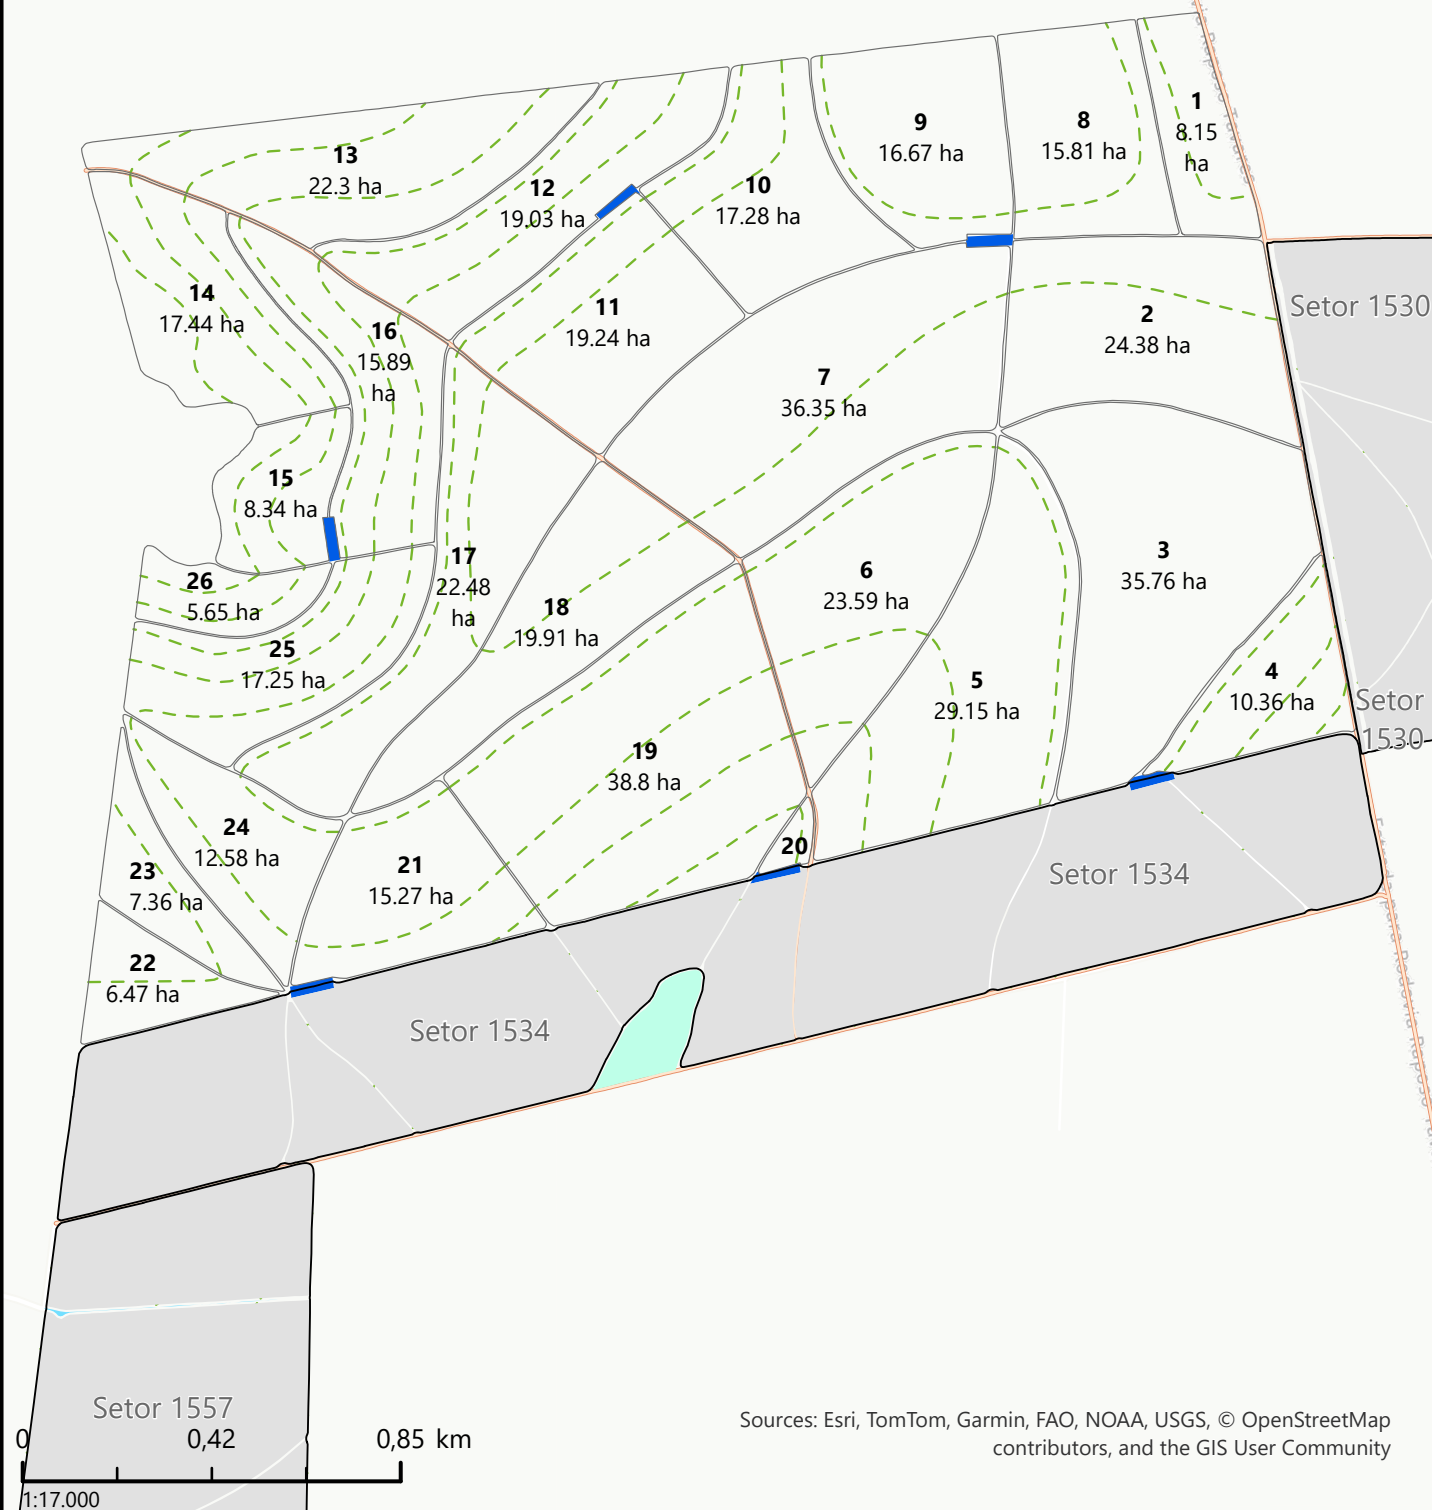 1
8.15
ha
9
16.67 ha
8
15.81 ha
13
22.3 ha
12
19.03 ha
10
17.28 ha
14
17.44 ha
16
15.89
ha
11
19.24 ha
2
24.38 ha
Setor 1530
7
36.35 ha
15
8.34 ha
17
22.48
ha
3
35.76 ha
6
23.59 ha
26
5.65 ha
18
19.91 ha
25
17.25 ha
5
29.15 ha
4
10.36 ha
Setor
1530
19
38.8 ha
24
12.58 ha
20
23
7.36 ha
21
15.27 ha
Setor 1534
22
6.47 ha
Setor 1534
Setor 1557
0 0,42 0,85 km
1:17.000
Sources: Esri, TomTom, Garmin, FAO, NOAA, USGS, © OpenStreetMap
contributors, and the GIS User Community
via Raposo Tavares
Rodovia Raposo